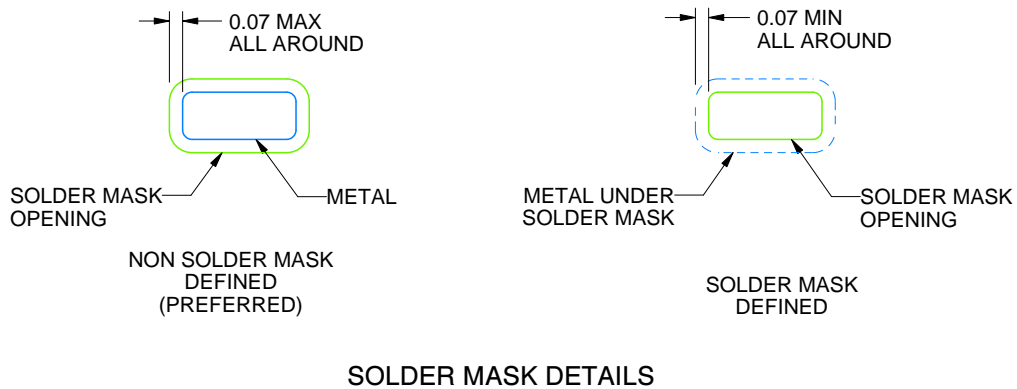 0.07 MAX
ALL AROUND
SOLDER MASK
OPENING
METAL
NON SOLDER MASK
DEFINED
(PREFERRED)
0.07 MIN
ALL AROUND
METAL UNDER
SOLDER MASK
SOLDER MASK
OPENING
SOLDER MASK
DEFINED
SOLDER MASK DETAILS